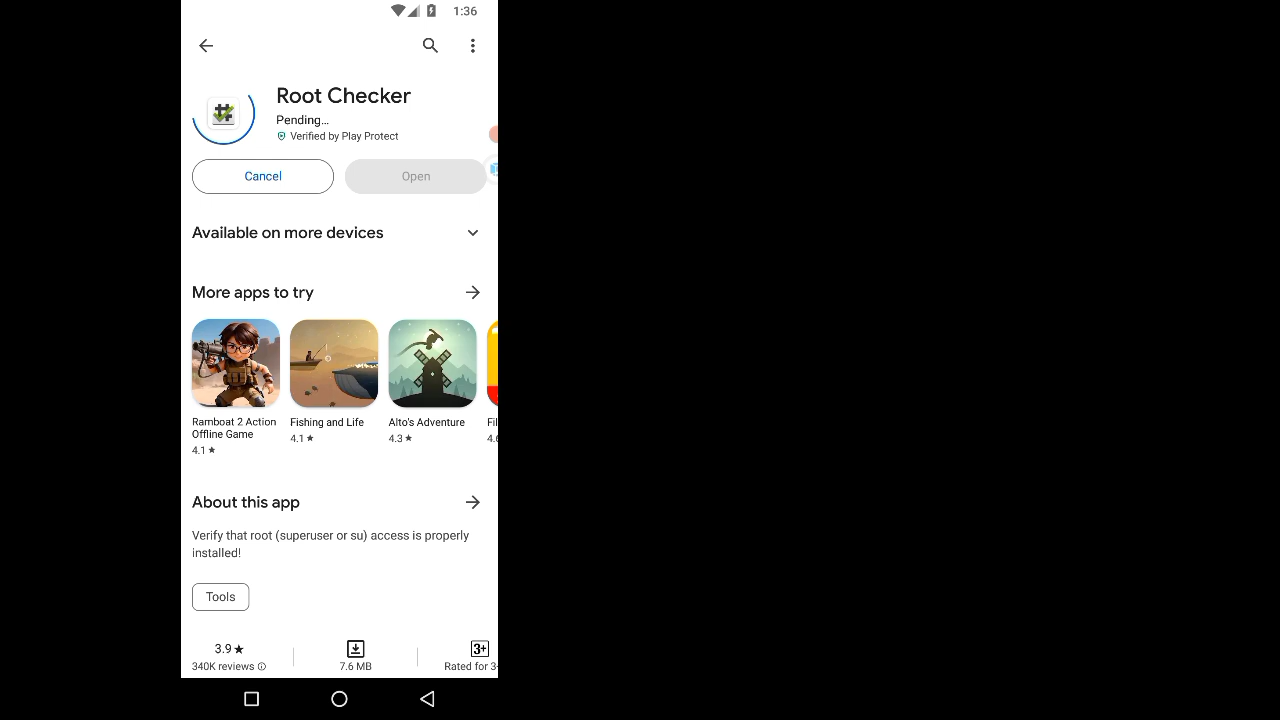 1:36
Root Checker
Pending...
Verified by Play Protect
Cancel
Open
Available on more devices
More apps to try
Ramboat 2 Action
Offline Game
4.1★
Fishing and Life
4.1★
Alto's Adventure
4.3★
Fil
4.6
About this app
Verify that root (superuser or su) access is properly
installed!
Tools
3.9★
340K reviews
7.6 MB
3+
Rated for 3+